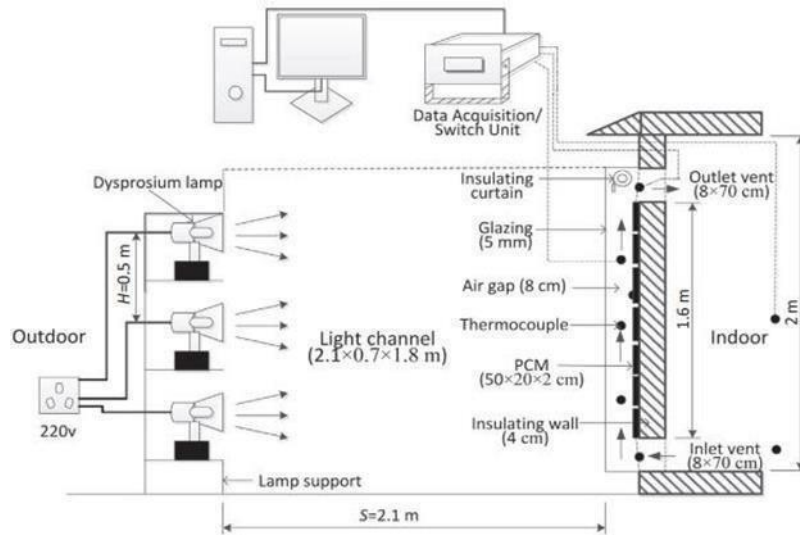 Data Acquisition/
Switch Unit
Dysprosium lamp
Insulating
curtain
Outlet vent
(8×70 cm)
Glazing
(5 mm)
H=0.5 m
Air gap (8 cm)
1.6 m
2 m
Outdoor
Light channel
(2.1×0.7×1.8 m)
Thermocouple
Indoor
PCM
(50×20×2 cm)
220v
Insulating wall
(4 cm)
Inlet vent
(8×70 cm)
Lamp support
S=2.1 m